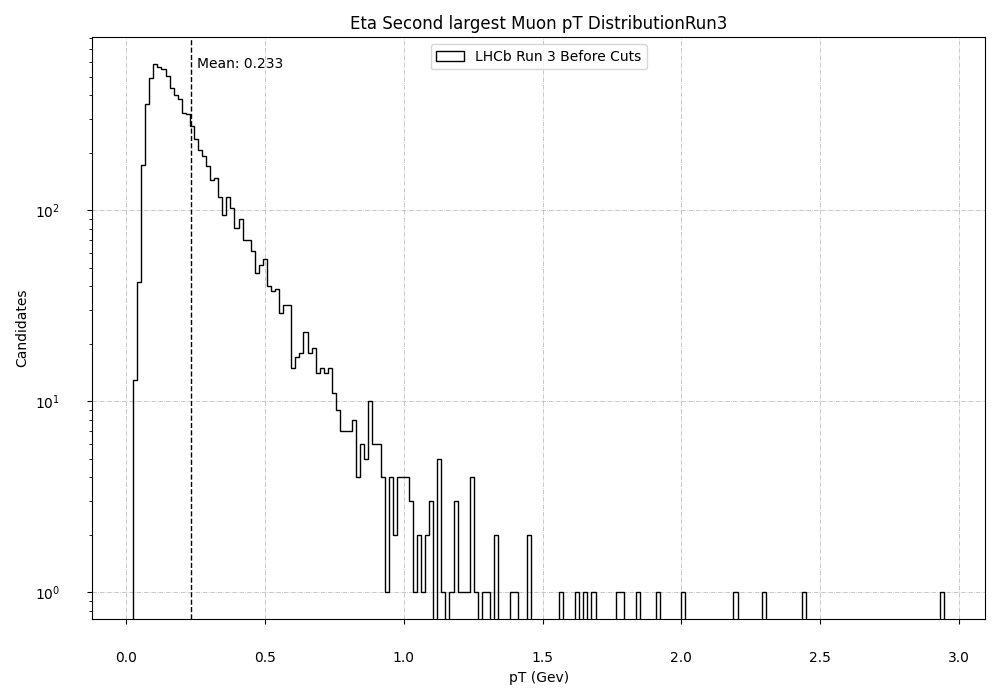 Eta Second largest Muon pT DistributionRun3
LHCb Run 3 Before Cuts
Mean: 0.233
Candidates
10²
10¹
10⁰
0.0 0.5 1.0 1.5 2.0 2.5 3.0
pT (Gev)